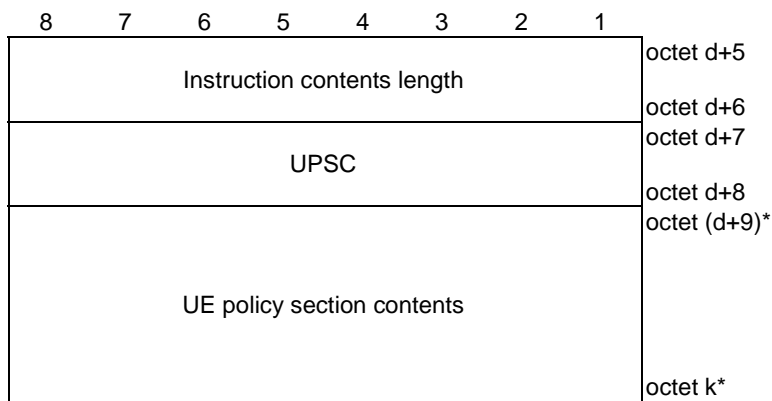 8 7 6 5 4 3 2 1
octet d+5
Instruction contents length
octet d+6
octet d+7
UPSC
octet d+8
octet (d+9)*
UE policy section contents
octet k*